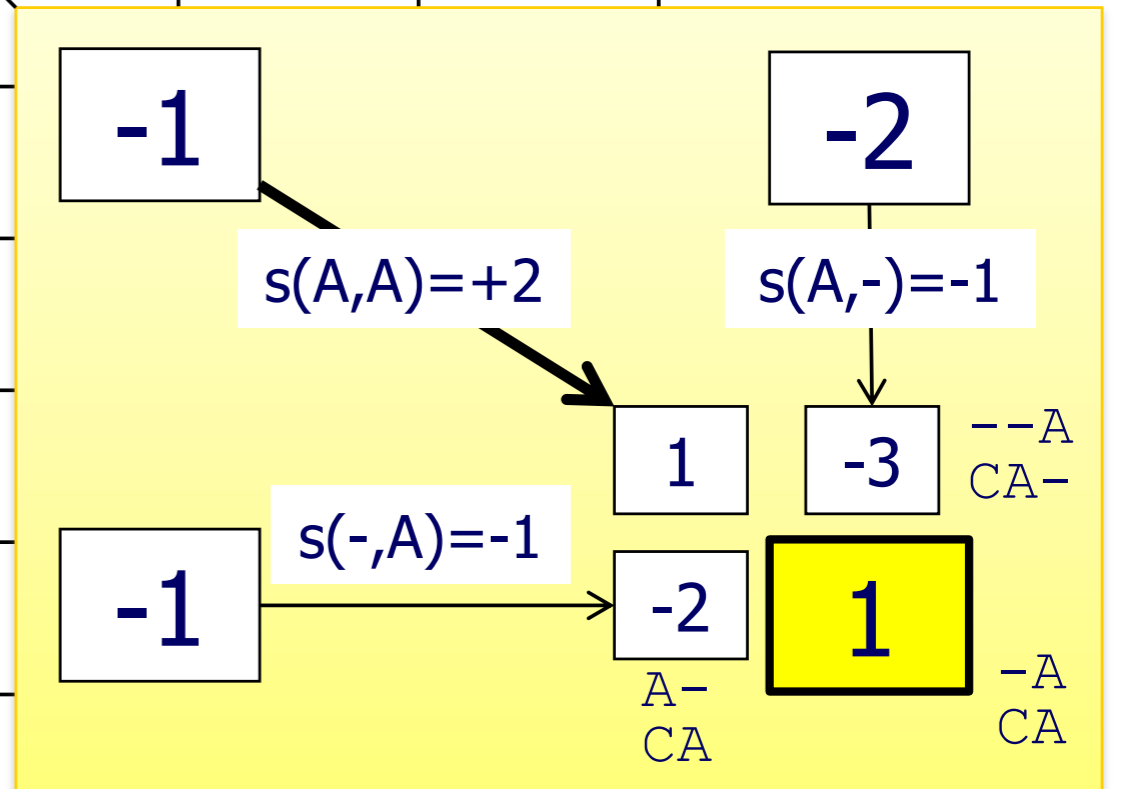 -1
-2
s(A,A)=+2
s(A,-)=-1
1
-3
--A
CA-
s(-,A)=-1
-1
-2
1
A-
CA
-A
CA